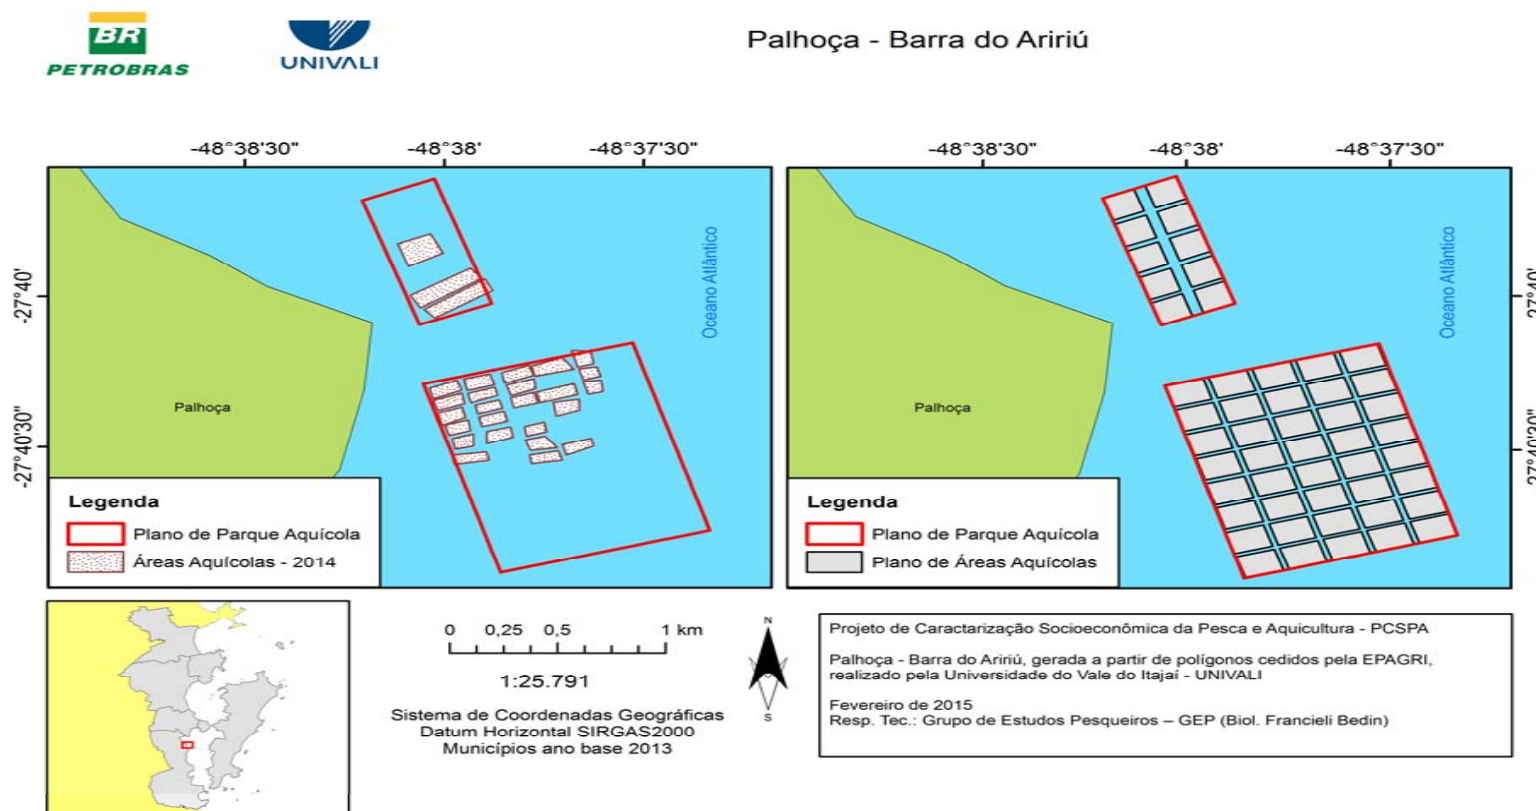 BR
PETROBRAS
UNIVALI
Palhoça - Barra do Aririú
-48°38'30" -48°38' -48°37'30"
-48°38'30" -48°38' -48°37'30"
-27°40'
-27°40'30"
Oceano Atlântico
Palhoça
Legenda
Plano de Parque Aquícola
Áreas Aquícolas - 2014
Oceano Atlântico
Palhoça
Legenda
Plano de Parque Aquícola
Plano de Áreas Aquícolas
-27°40'
0 0,25 0,5 1 km
1:25.791
Sistema de Coordenadas Geográficas
Datum Horizontal SIRGAS2000
Municípios ano base 2013
N
S
Projeto de Caractarização Socioeconômica da Pesca e Aquicultura - PCSPA
Palhoça - Barra do Aririú, gerada a partir de polígonos cedidos pela EPAGRI,
realizado pela Universidade do Vale do Itajaí - UNIVALI
Fevereiro de 2015
Resp. Tec.: Grupo de Estudos Pesqueiros – GEP (Biol. Francieli Bedin)